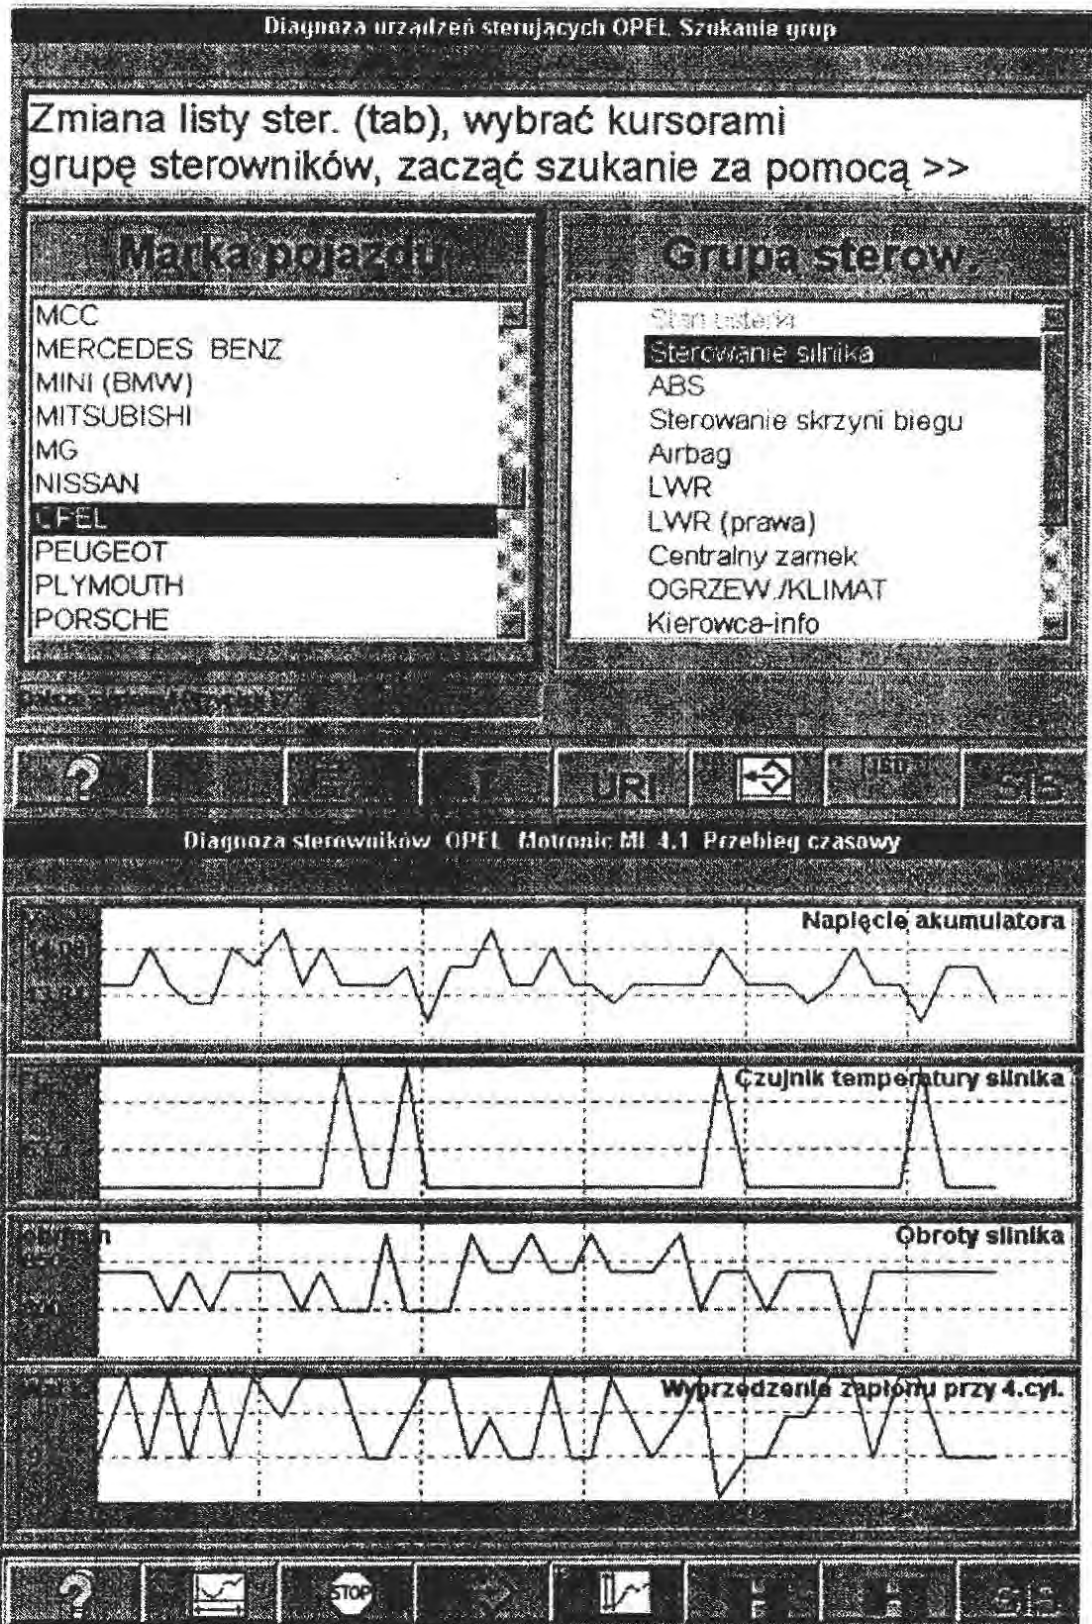 Diagnoza urządzeń sterujących OPEL Szukanie grup
Zmiana listy ster. (tab), wybrać kursorami
grupę sterowników, zacząć szukanie za pomocą >>
Marka pojazdu
MCC
MERCEDES BENZ
MINI (BMW)
MITSUBISHI
MG
NISSAN
OPEL
PEUGEOT
PLYMOUTH
PORSCHE
Grupa sterow.
Stan usterki
Sterowanie silnika
ABS
Sterowanie skrzyni biegu
Airbag
LWR
LWR (prawa)
Centralny zamek
OGRZEW./KLIMAT
Kierowca-info
? URI
Diagnoza sterowników OPEL Motronic ML 4.1 Przebieg czasowy
Napięcie akumulatora
Czujnik temperatury silnika
Obroty silnika
Wyprzedzenie zapłonu przy 4.cyl.
? STOP